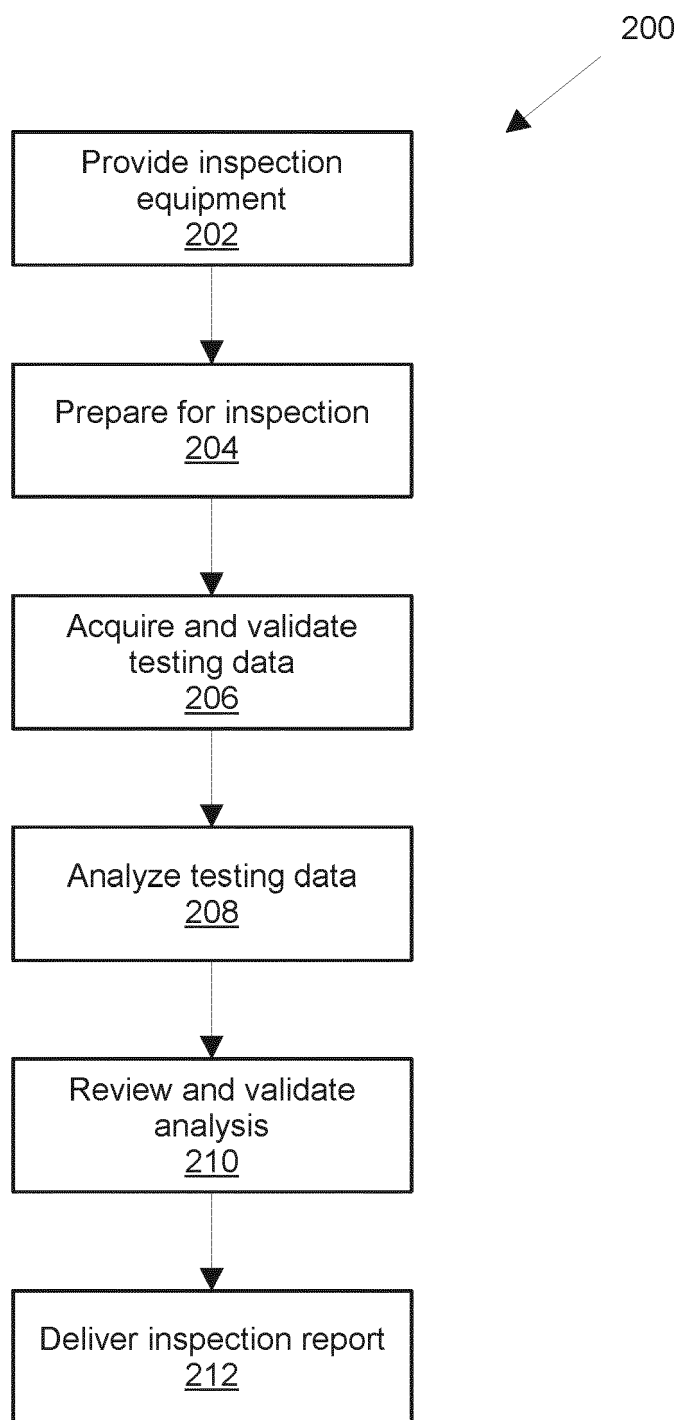 200
Provide inspection
equipment
202
Prepare for inspection
204
Acquire and validate
testing data
206
Analyze testing data
208
Review and validate
analysis
210
Deliver inspection report
212